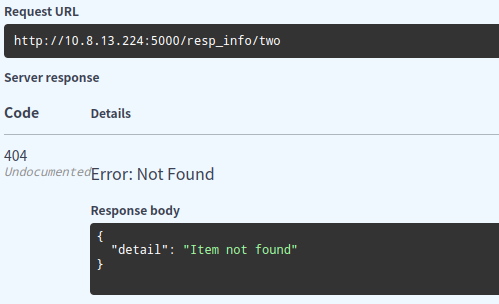 Request URL
http://10.8.13.224:5000/resp_info/two
Server response
Code Details
404
Undocumented Error: Not Found
Response body
{
"detail": "Item not found"
}